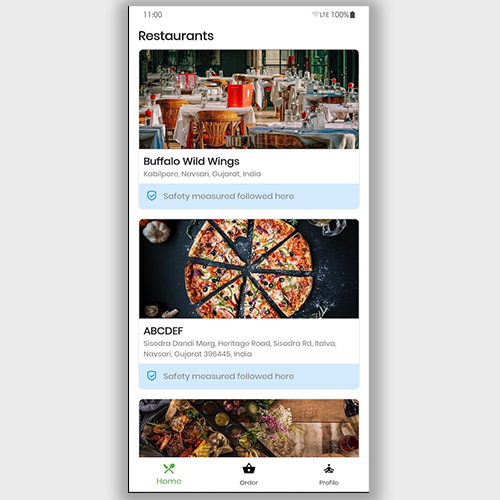 11:00
LTE 100%
Restaurants
Buffalo Wild Wings
Kabilpore, Navsari, Gujarat, India
Safety measured followed here
ABCDEF
Sisodra Dandi Marg, Heritage Road, Sisodra Rd, Italva,
Navsari, Gujarat 396445, India
Safety measured followed here
Home
Order
Profile